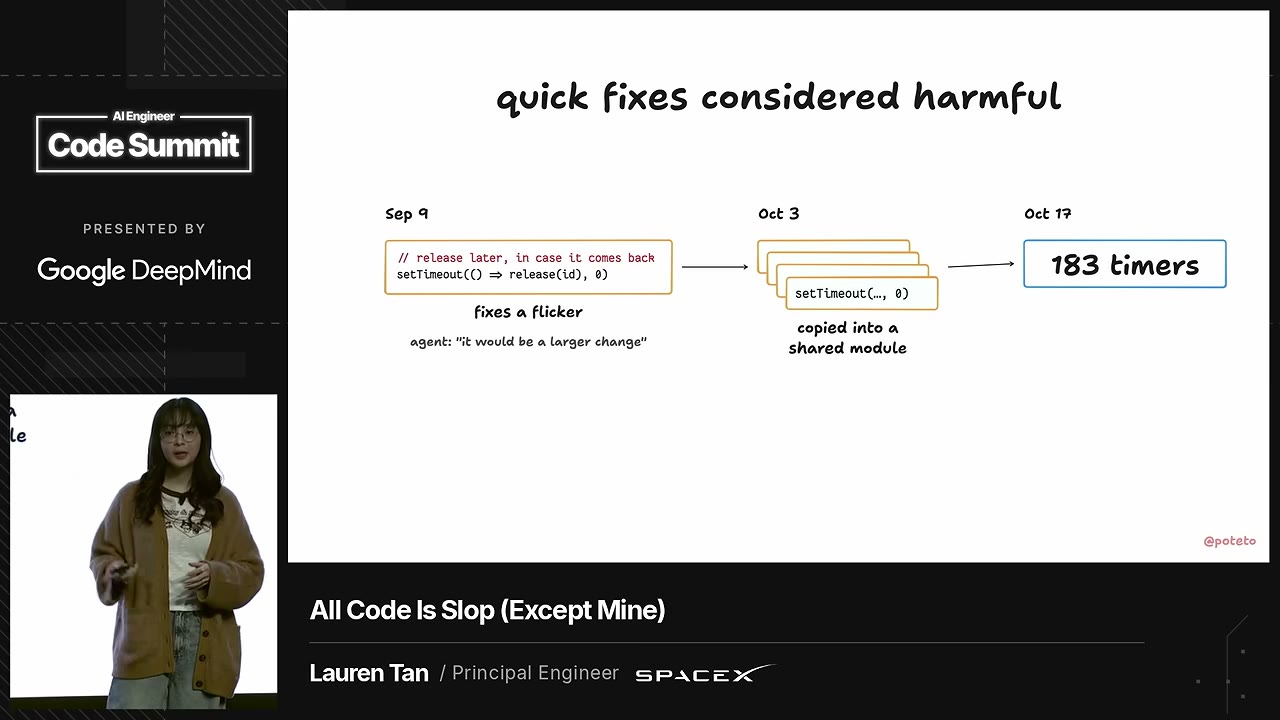 AI Engineer
Code Summit
PRESENTED BY
Google DeepMind
quick fixes considered harmful
Sep 9
// release later, in case it comes back
setTimeout(() ⇒ release(id), 0)
fixes a flicker
agent: "it would be a larger change"
Oct 3
setTimeout(…, 0)
copied into a
shared module
Oct 17
183 timers
@poteto
a
le
All Code Is Slop (Except Mine)
Lauren Tan / Principal Engineer SPACEX